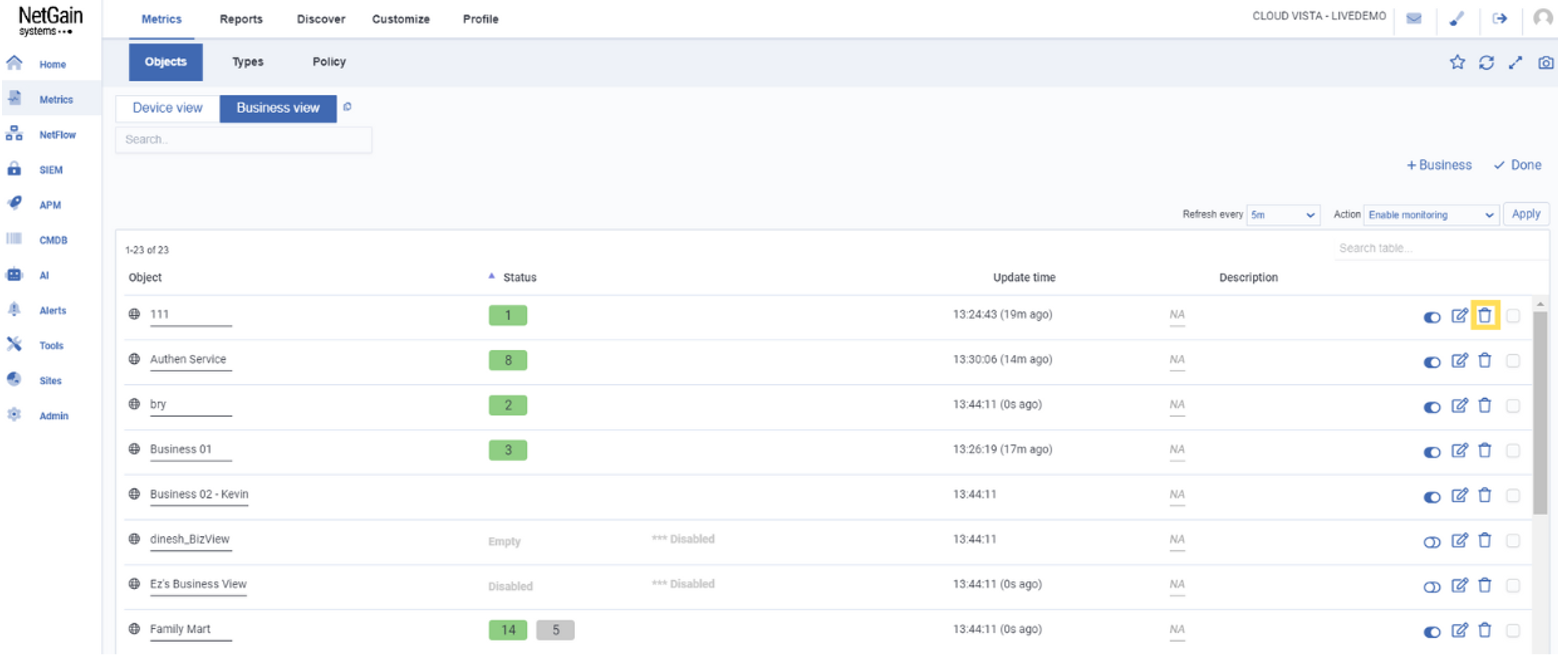 NetGain
systems
Metrics Reports Discover Customize Profile
CLOUD VISTA - LIVEDEMO
Objects Types Policy
Home
Metrics
NetFlow
SIEM
APM
CMDB
AI
Alerts
Tools
Sites
Admin
Device view Business view
Search..
+ Business Done
Refresh every 5m Action Enable monitoring Apply
1-23 of 23 Search table...
Object Status Update time Description
111 1 13:24:43 (19m ago) NA
Authen Service 8 13:30:06 (14m ago) NA
bry 2 13:44:11 (0s ago) NA
Business 01 3 13:26:19 (17m ago) NA
Business 02 - Kevin 13:44:11 NA
dinesh_BizView Empty *** Disabled 13:44:11 NA
Ez's Business View Disabled *** Disabled 13:44:11 (0s ago) NA
Family Mart 14 5 13:44:11 (0s ago) NA